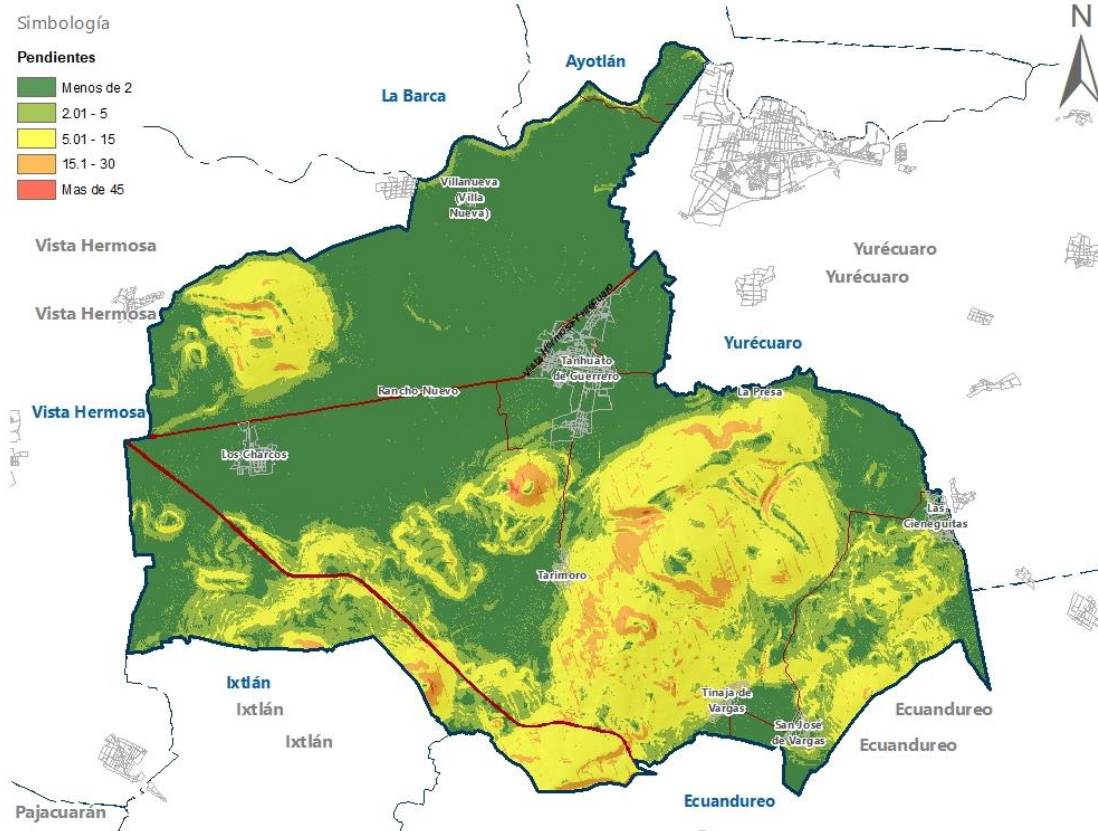 Simbología
Pendientes
Menos de 2
2.01 - 5
5.01 - 15
15.1 - 30
Mas de 45
N
Ayotlán
La Barca
Villanueva
(Villa
Nueva)
Vista Hermosa
Yurécuaro
Yurécuaro
Vista Hermosa
Vista Hermosa-Yurécuaro
Yurécuaro
Tanhuato
de Guerrero
Rancho Nuevo
La Presa
Vista Hermosa
Los Charcos
Las
Cieneguitas
Tarimoro
Ixtlán
Ixtlán
Ixtlán
Tinaja de
Vargas
San José
de Vargas
Ecuandureo
Ecuandureo
Ecuandureo
Pajacuarán